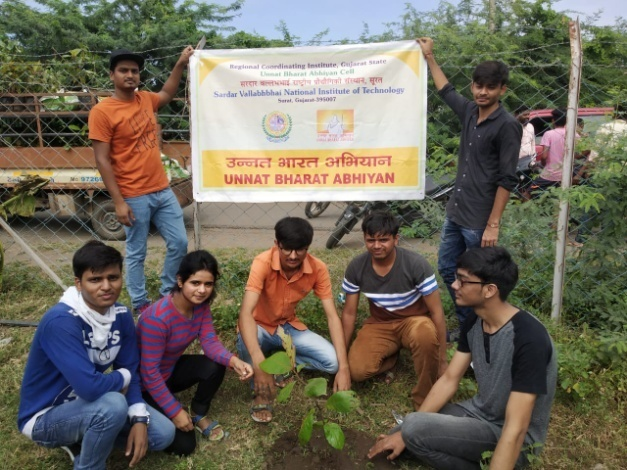 Regional Coordinating Institute, Gujarat State
Unnat Bharat Abhiyan Cell
सरदार वल्लभभाई राष्ट्रीय प्रौद्योगिकी संस्थान, सूरत
Sardar Vallabhbhai National Institute of Technology
Surat, Gujarat-395007
उन्नत भारत अभियान
UNNAT BHARAT ABHIYAN